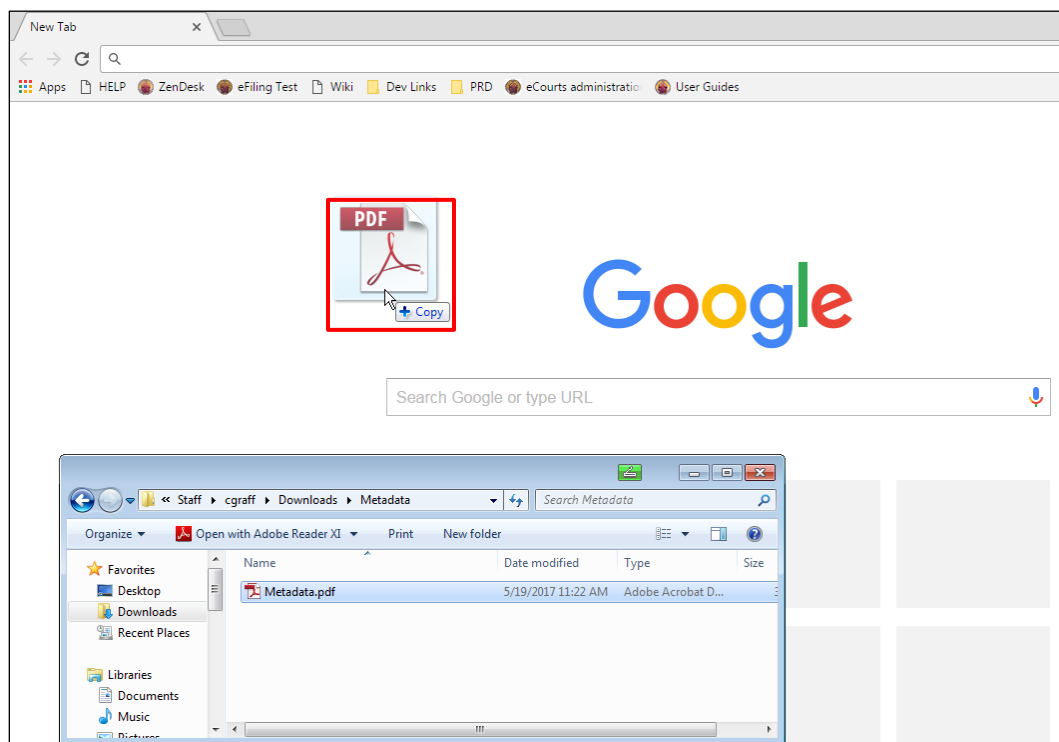 New Tab
Apps HELP ZenDesk eFiling Test Wiki Dev Links PRD eCourts administratio User Guides
PDF
Copy
Google
Search Google or type URL
« Staff cgraff Downloads Metadata Search Metadata
Organize Open with Adobe Reader XI Print New folder
Favorites
Desktop
Downloads
Recent Places
Libraries
Documents
Music
Pictures
Name Date modified Type Size
Metadata.pdf 5/19/2017 11:22 AM Adobe Acrobat D...